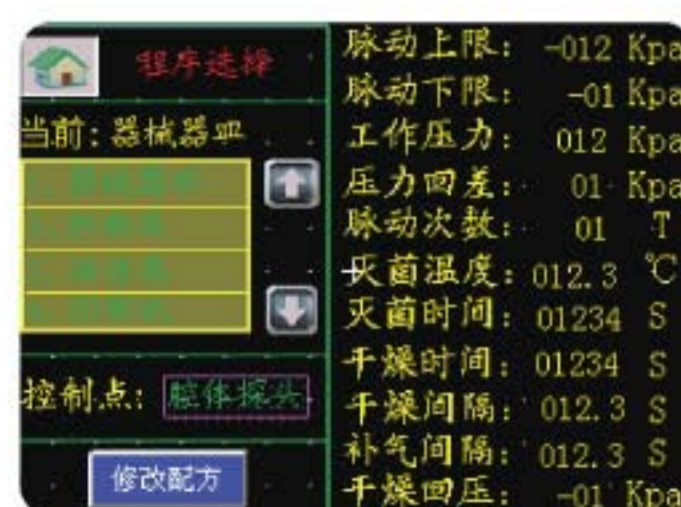 程序选择
当前:器械器皿
控制点:腔体探头
修改配方
脉动上限: -012 Kpa
脉动下限: -01 Kpa
工作压力: 012 Kpa
压力回差: 01 Kpa
脉动次数: 01 T
灭菌温度: 012.3 ℃
灭菌时间: 01234 S
干燥时间: 01234 S
干燥间隔: 012.3 S
补气间隔: 012.3 S
干燥回压: -01 Kpa